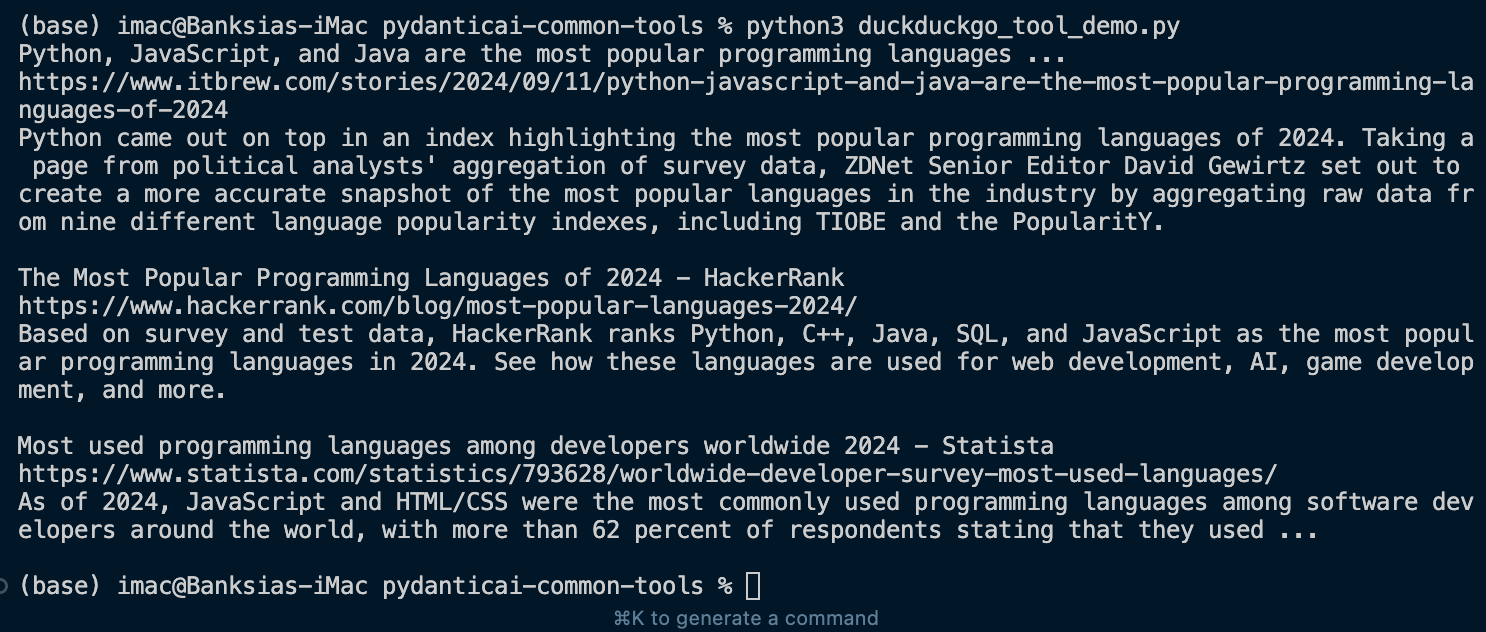 (base) imac@Banksias-iMac pydanticai-common-tools % python3 duckduckgo_tool_demo.py
Python, JavaScript, and Java are the most popular programming languages ...
https://www.itbrew.com/stories/2024/09/11/python-javascript-and-java-are-the-most-popular-programming-la
nguages-of-2024
Python came out on top in an index highlighting the most popular programming languages of 2024. Taking a
 page from political analysts' aggregation of survey data, ZDNet Senior Editor David Gewirtz set out to
create a more accurate snapshot of the most popular languages in the industry by aggregating raw data fr
om nine different language popularity indexes, including TIOBE and the PopularitY.

The Most Popular Programming Languages of 2024 - HackerRank
https://www.hackerrank.com/blog/most-popular-languages-2024/
Based on survey and test data, HackerRank ranks Python, C++, Java, SQL, and JavaScript as the most popul
ar programming languages in 2024. See how these languages are used for web development, AI, game develop
ment, and more.

Most used programming languages among developers worldwide 2024 - Statista
https://www.statista.com/statistics/793628/worldwide-developer-survey-most-used-languages/
As of 2024, JavaScript and HTML/CSS were the most commonly used programming languages among software dev
elopers around the world, with more than 62 percent of respondents stating that they used ...

(base) imac@Banksias-iMac pydanticai-common-tools %
⌘K to generate a command